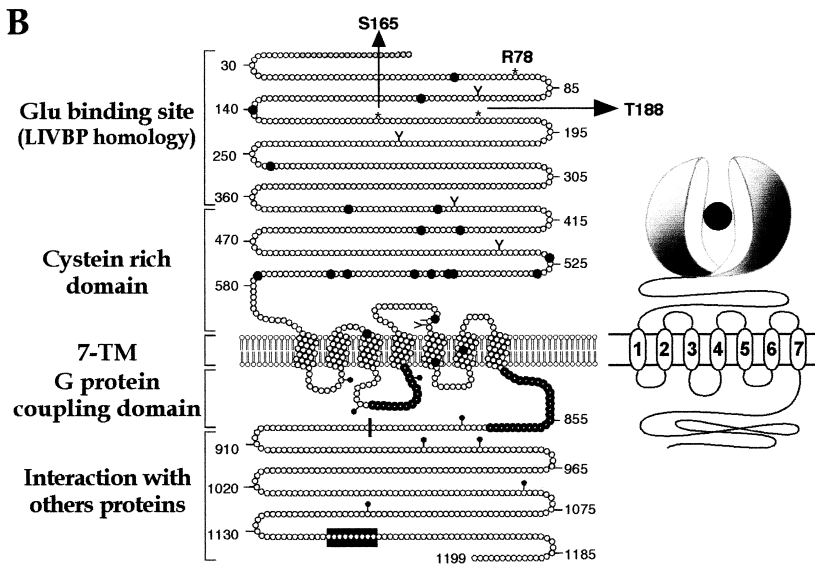 B
S165
R78
30
85
Y
140
Glu binding site
(LIVBP homology)
* *
T188
195
Y
250
305
360
Y
415
470
Y
Cystein rich
domain
525
580
Y
7-TM
1 2 3 4 5 6 7
G protein
coupling domain
855
910
965
Interaction with
others proteins
1020
1075
1130
1199
1185